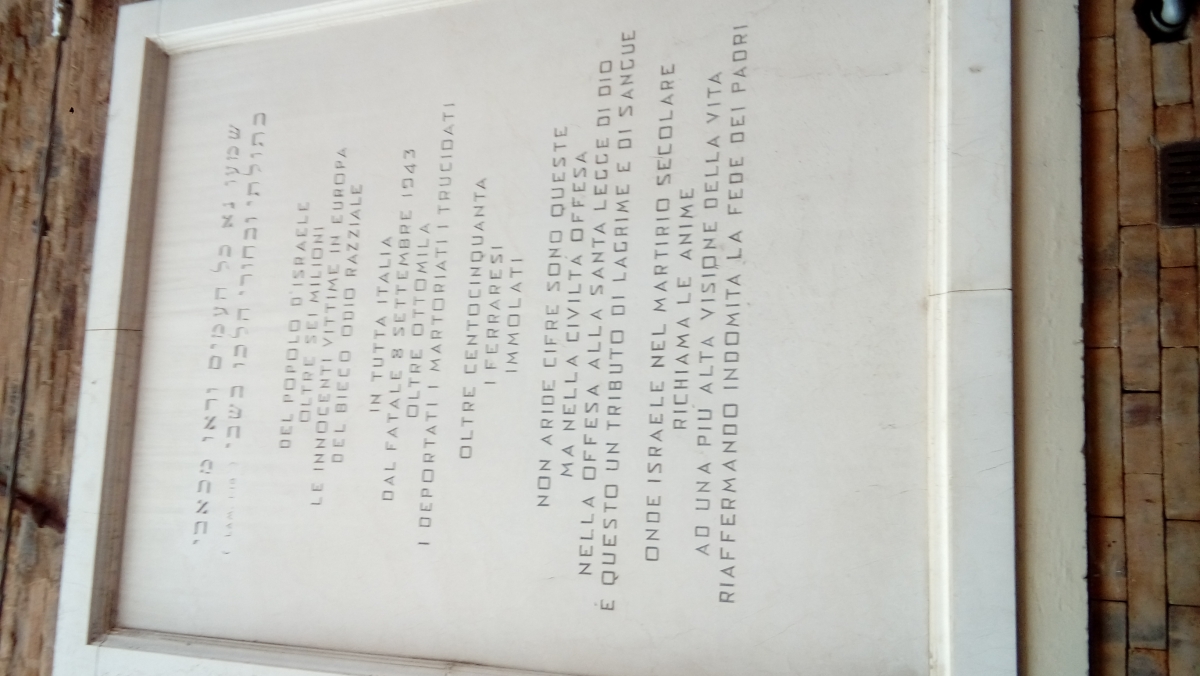 שמעו נא כל העמים וראו מכאבי
בתולתי ובחורי הלכו בשבי
DEL POPOLO D'ISRAELE
OLTRE SEI MILIONI
LE INNOCENTI VITTIME IN EUROPA
DEL BIECO ODIO RAZZIALE
IN TUTTA ITALIA
DAL FATALE 8 SETTEMBRE 1943
OLTRE OTTOMILA
I DEPORTATI I MARTORIATI I TRUCIDATI
OLTRE CENTOCINQUANTA
I FERRARESI
IMMOLATI
NON ARIDE CIFRE SONO QUESTE
MA NELLA CIVILTÀ OFFESA
NELLA OFFESA ALLA SANTA LEGGE DI DIO
È QUESTO UN TRIBUTO DI LAGRIME E DI SANGUE
ONDE ISRAELE NEL MARTIRIO SECOLARE
RICHIAMA LE ANIME
AD UNA PIÙ ALTA VISIONE DELLA VITA
RIAFFERMANDO INDOMITA LA FEDE DEI PADRI